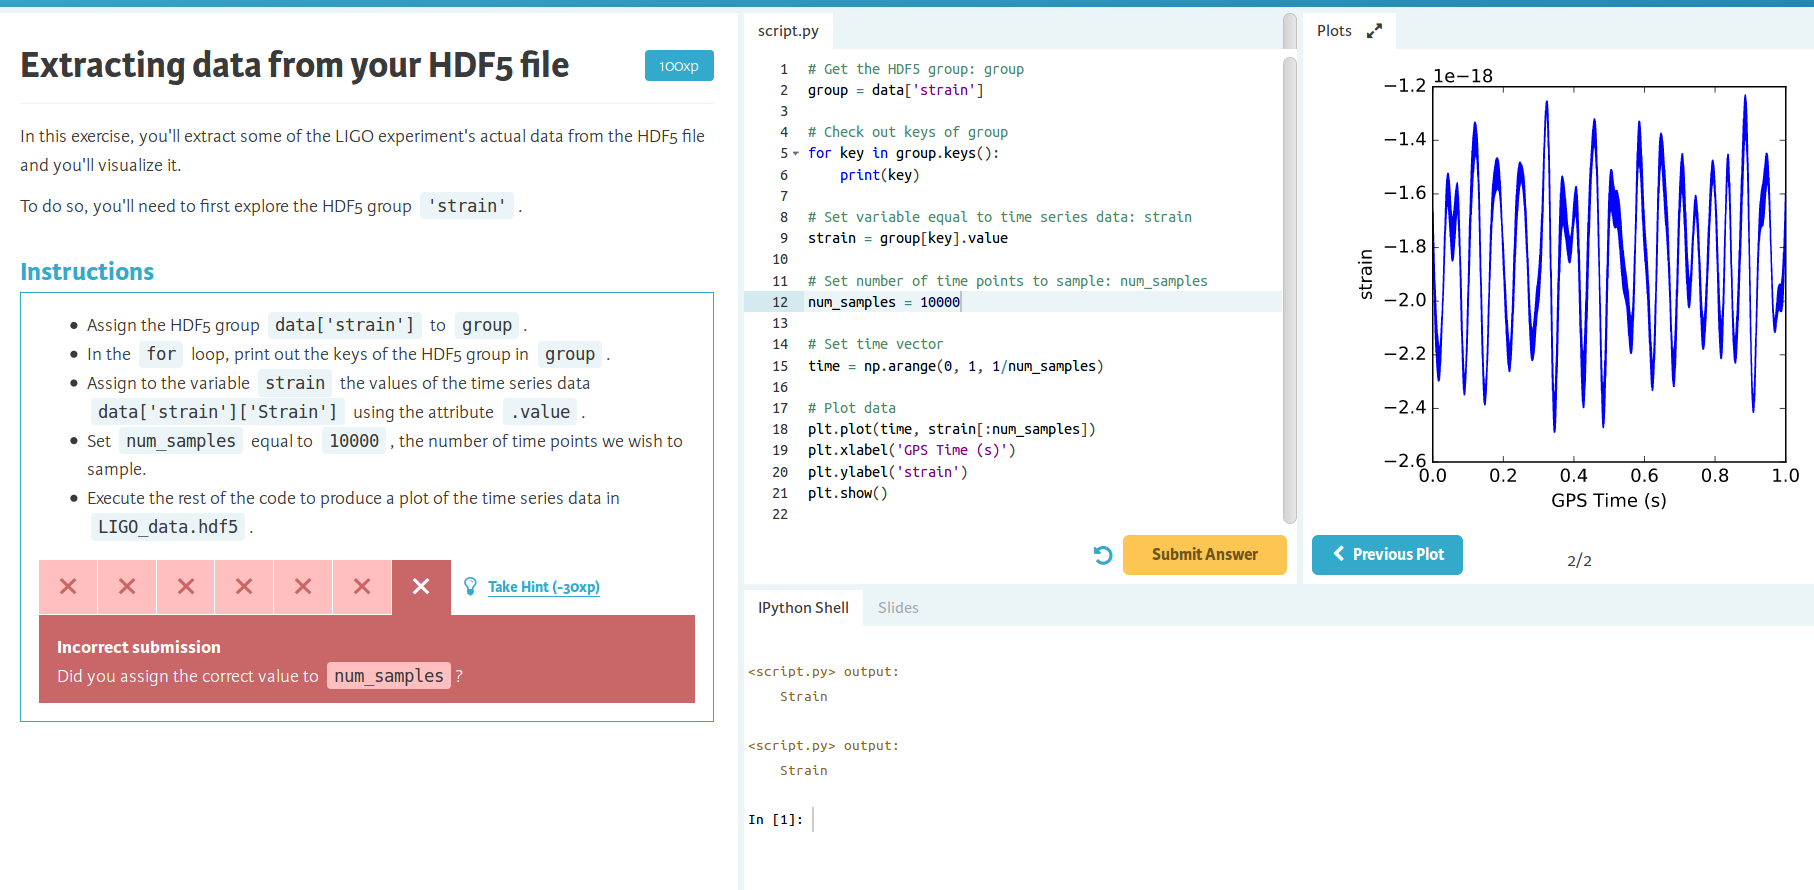 Extracting data from your HDF5 file
100xp
In this exercise, you'll extract some of the LIGO experiment's actual data from the HDF5 file
and you'll visualize it.
To do so, you'll need to first explore the HDF5 group 'strain' .
Instructions
Assign the HDF5 group data['strain'] to group .
In the for loop, print out the keys of the HDF5 group in group .
Assign to the variable strain the values of the time series data
data['strain']['Strain'] using the attribute .value .
Set num_samples equal to 10000 , the number of time points we wish to
sample.
Execute the rest of the code to produce a plot of the time series data in
LIGO_data.hdf5 .
Take Hint (-30xp)
Incorrect submission
Did you assign the correct value to num_samples ?
script.py
1 # Get the HDF5 group: group
2 group = data['strain']
3
4 # Check out keys of group
5 for key in group.keys():
6     print(key)
7
8 # Set variable equal to time series data: strain
9 strain = group[key].value
10
11 # Set number of time points to sample: num_samples
12 num_samples = 10000
13
14 # Set time vector
15 time = np.arange(0, 1, 1/num_samples)
16
17 # Plot data
18 plt.plot(time, strain[:num_samples])
19 plt.xlabel('GPS Time (s)')
20 plt.ylabel('strain')
21 plt.show()
22
Submit Answer
Plots
1e−18
−1.2
−1.4
−1.6
−1.8
−2.0
−2.2
−2.4
−2.6
strain
0.0 0.2 0.4 0.6 0.8 1.0
GPS Time (s)
Previous Plot
2/2
IPython Shell
Slides
<script.py> output:
Strain
<script.py> output:
Strain
In [1]: